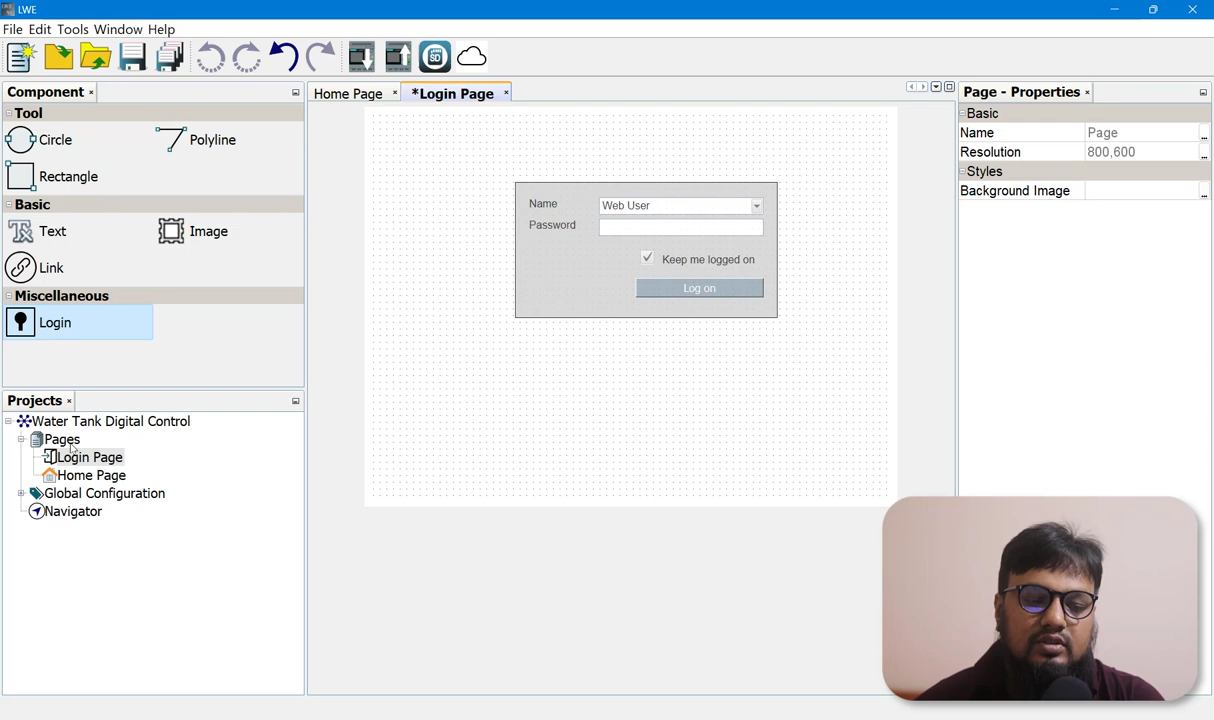 LWE
File Edit Tools Window Help
SD
Component
Tool
Circle
Polyline
Rectangle
Basic
Text
Image
Link
Miscellaneous
Login
Projects
Water Tank Digital Control
Pages
Login Page
Home Page
Global Configuration
Navigator
Home Page
*Login Page
Name
Web User
Password
Keep me logged on
Log on
Page - Properties
Basic
Name
Page
...
Resolution
800,600
...
Styles
Background Image
...